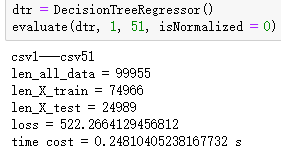 dtr = DecisionTreeRegressor()
evaluate(dtr, 1, 51, isNormalized = 0)
csv1——csv51
len_all_data = 99955
len_X_train = 74966
len_X_test = 24989
loss = 522.2664129456812
time cost = 0.24810405238167732 s